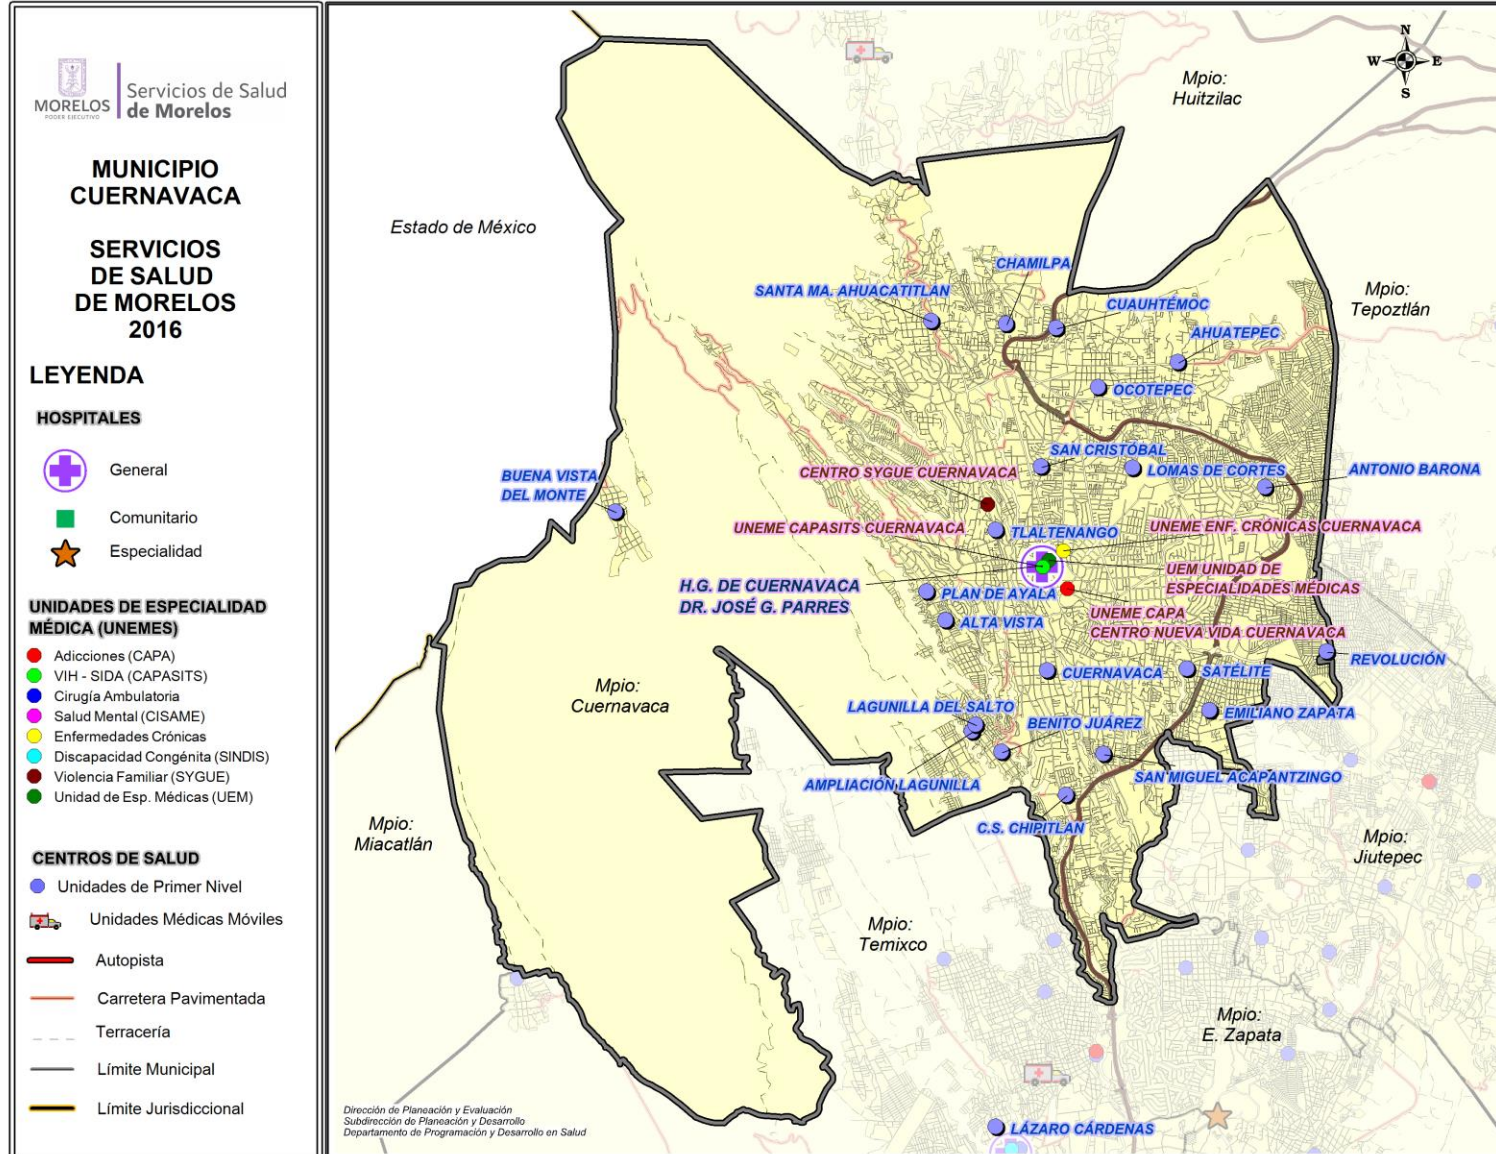 MORELOS
PODER EJECUTIVO
Servicios de Salud
de Morelos
MUNICIPIO
CUERNAVACA
SERVICIOS
DE SALUD
DE MORELOS
2016
LEYENDA
HOSPITALES
General
Comunitario
Especialidad
UNIDADES DE ESPECIALIDAD
MÉDICA (UNEMES)
Adicciones (CAPA)
VIH - SIDA (CAPASITS)
Cirugía Ambulatoria
Salud Mental (CISAME)
Enfermedades Crónicas
Discapacidad Congénita (SINDIS)
Violencia Familiar (SYGUE)
Unidad de Esp. Médicas (UEM)
CENTROS DE SALUD
Unidades de Primer Nivel
Unidades Médicas Móviles
Autopista
Carretera Pavimentada
Terracería
Límite Municipal
Límite Jurisdiccional
N
W
E
S
Mpio:
Huitzilac
Estado de México
CHAMILPA
SANTA MA. AHUACATITLAN
CUAUHTÉMOC
Mpio:
Tepoztlán
AHUATEPEC
OCOTEPEC
SAN CRISTÓBAL
CENTRO SYGUE CUERNAVACA
LOMAS DE CORTES
ANTONIO BARONA
BUENA VISTA
DEL MONTE
UNEME CAPASITS CUERNAVACA
TLALTENANGO
UNEME ENF. CRÓNICAS CUERNAVACA
UEM UNIDAD DE
ESPECIALIDADES MÉDICAS
H.G. DE CUERNAVACA
DR. JOSÉ G. PARRES
PLAN DE AYALA
ALTA VISTA
UNEME CAPA
CENTRO NUEVA VIDA CUERNAVACA
REVOLUCIÓN
CUERNAVACA
SATÉLITE
Mpio:
Cuernavaca
LAGUNILLA DEL SALTO
BENITO JUÁREZ
EMILIANO ZAPATA
AMPLIACIÓN LAGUNILLA
SAN MIGUEL ACAPANTZINGO
C.S. CHIPITLAN
Mpio:
Miacatlán
Mpio:
Jiutepec
Mpio:
Temixco
Mpio:
E. Zapata
LÁZARO CÁRDENAS
Dirección de Planeación y Evaluación
Subdirección de Planeación y Desarrollo
Departamento de Programación y Desarrollo en Salud